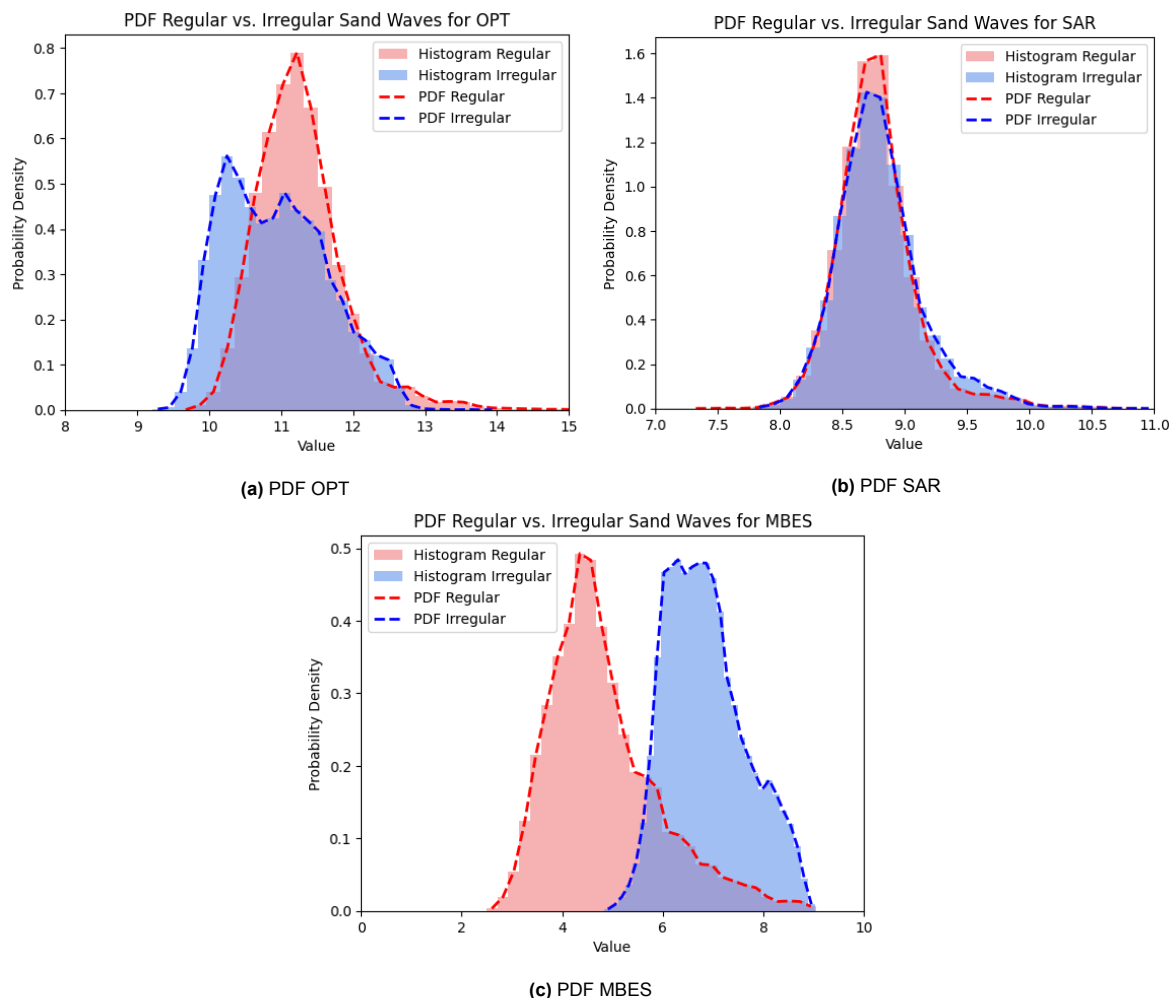 PDF Regular vs. Irregular Sand Waves for OPT
0.8
0.7
0.6
0.5
0.4
0.3
0.2
0.1
0.0
Probability Density
Histogram Regular
Histogram Irregular
PDF Regular
PDF Irregular
8 9 10 11 12 13 14 15
Value
(a) PDF OPT
PDF Regular vs. Irregular Sand Waves for SAR
1.6
1.4
1.2
1.0
0.8
0.6
0.4
0.2
0.0
Probability Density
Histogram Regular
Histogram Irregular
PDF Regular
PDF Irregular
7.0 7.5 8.0 8.5 9.0 9.5 10.0 10.5 11.0
Value
(b) PDF SAR
PDF Regular vs. Irregular Sand Waves for MBES
0.5
0.4
0.3
0.2
0.1
0.0
Probability Density
Histogram Regular
Histogram Irregular
PDF Regular
PDF Irregular
0 2 4 6 8 10
Value
(c) PDF MBES